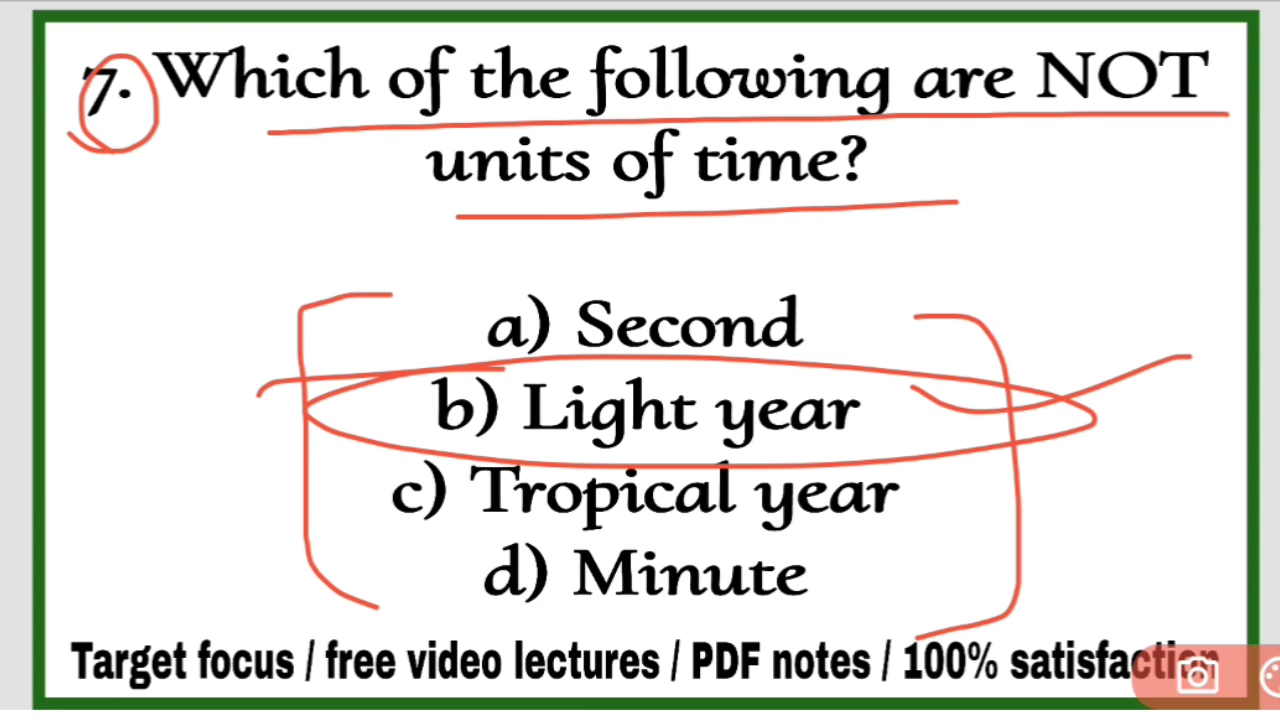 7. Which of the following are NOT
units of time?
a) Second
b) Light year
c) Tropical year
d) Minute
Target focus / free video lectures / PDF notes / 100% satisfaction